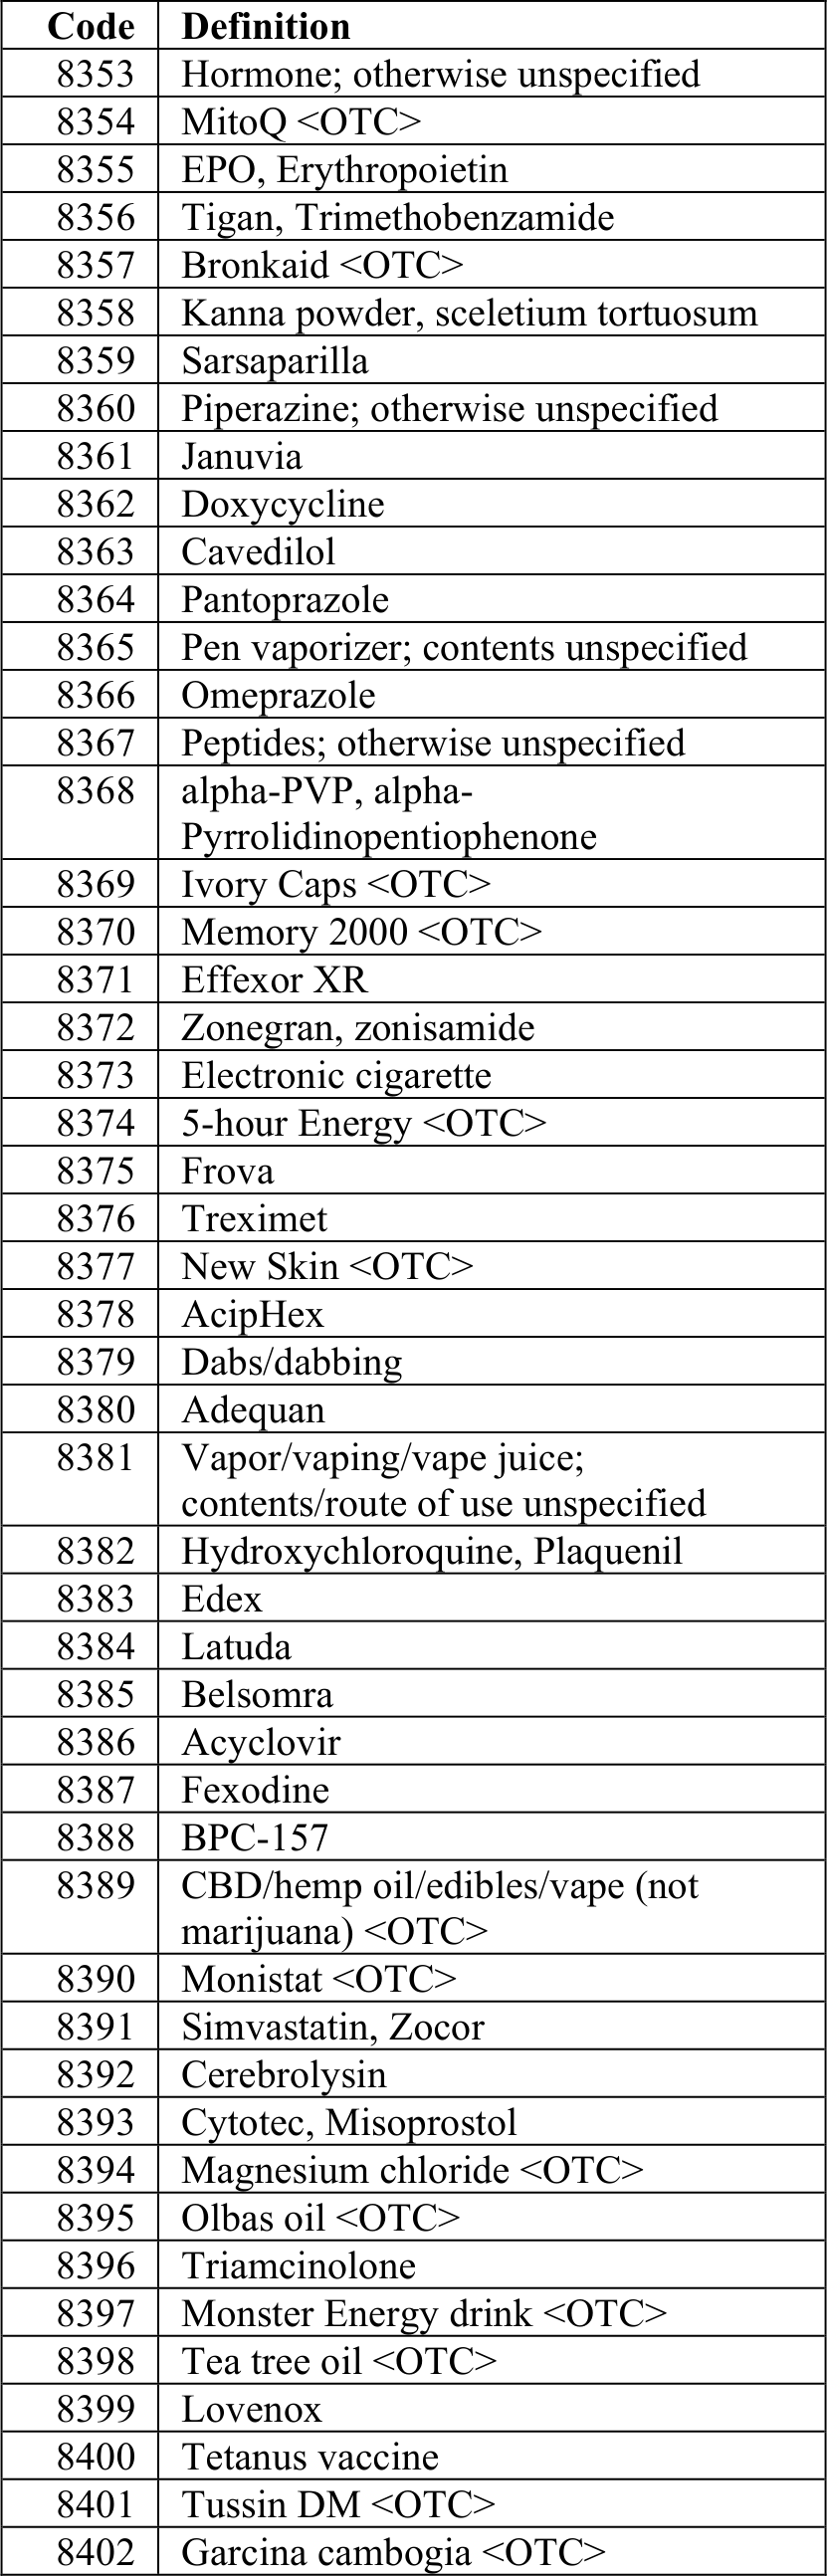 Code Definition
8353 Hormone; otherwise unspecified
8354 MitoQ <OTC>
8355 EPO, Erythropoietin
8356 Tigan, Trimethobenzamide
8357 Bronkaid <OTC>
8358 Kanna powder, sceletium tortuosum
8359 Sarsaparilla
8360 Piperazine; otherwise unspecified
8361 Januvia
8362 Doxycycline
8363 Cavedilol
8364 Pantoprazole
8365 Pen vaporizer; contents unspecified
8366 Omeprazole
8367 Peptides; otherwise unspecified
8368 alpha-PVP, alpha-
Pyrrolidinopentiophenone
8369 Ivory Caps <OTC>
8370 Memory 2000 <OTC>
8371 Effexor XR
8372 Zonegran, zonisamide
8373 Electronic cigarette
8374 5-hour Energy <OTC>
8375 Frova
8376 Treximet
8377 New Skin <OTC>
8378 AcipHex
8379 Dabs/dabbing
8380 Adequan
8381 Vapor/vaping/vape juice;
contents/route of use unspecified
8382 Hydroxychloroquine, Plaquenil
8383 Edex
8384 Latuda
8385 Belsomra
8386 Acyclovir
8387 Fexodine
8388 BPC-157
8389 CBD/hemp oil/edibles/vape (not
marijuana) <OTC>
8390 Monistat <OTC>
8391 Simvastatin, Zocor
8392 Cerebrolysin
8393 Cytotec, Misoprostol
8394 Magnesium chloride <OTC>
8395 Olbas oil <OTC>
8396 Triamcinolone
8397 Monster Energy drink <OTC>
8398 Tea tree oil <OTC>
8399 Lovenox
8400 Tetanus vaccine
8401 Tussin DM <OTC>
8402 Garcina cambogia <OTC>